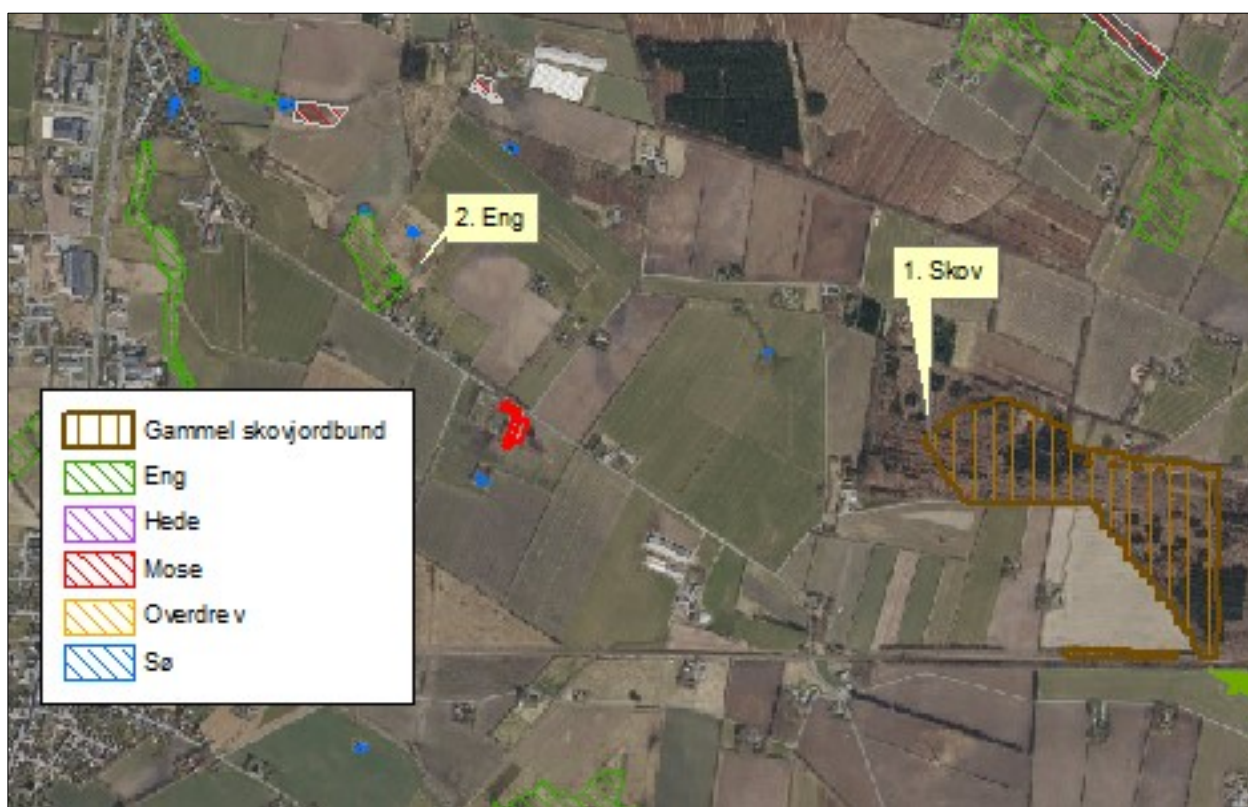 2. Eng
1. Skov
Gammel skovjordbund
Eng
Hede
Mose
Overdrev
Sø